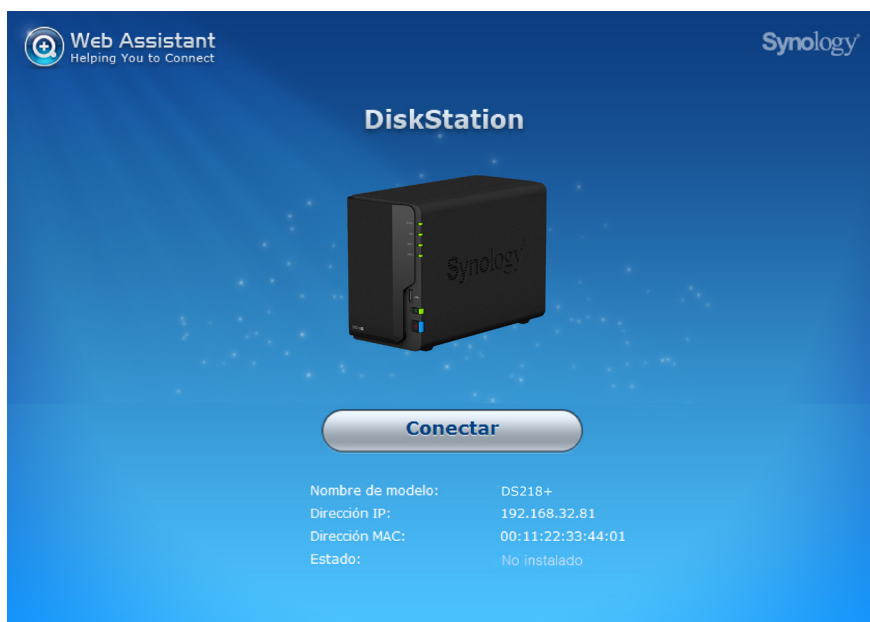 Web Assistant
Helping You to Connect
Synology
DiskStation
Synology
Conectar
Nombre de modelo: DS218+
Dirección IP: 192.168.32.81
Dirección MAC: 00:11:22:33:44:01
Estado: No instalado